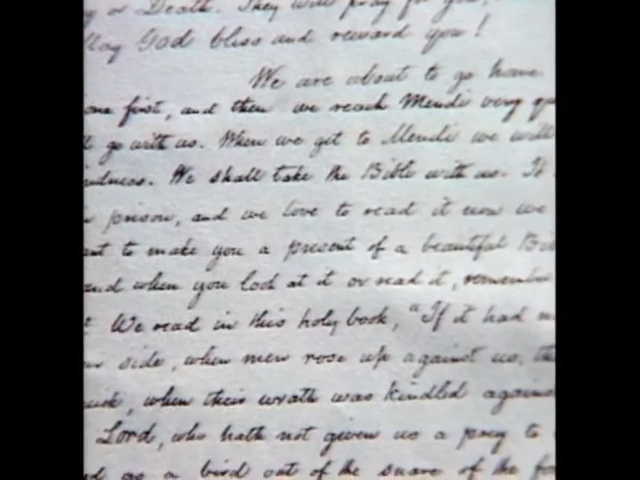 or Death. They will pray for you,
May God bless and reward you!
We are about to go home
one first, and then we reach Mendi very
go with us. When we get to Mendi we will
We shall take the Bible with us. It
prison, and we love to read it now we
to make you a present of a beautiful Bi
and when you look at it or read it, remember
We read in this holy book, "If it had
side, when men rose up against us, th
quick, when their wrath was kindled against
Lord, who hath not given us a prey to
as a bird out of the snare of the fo